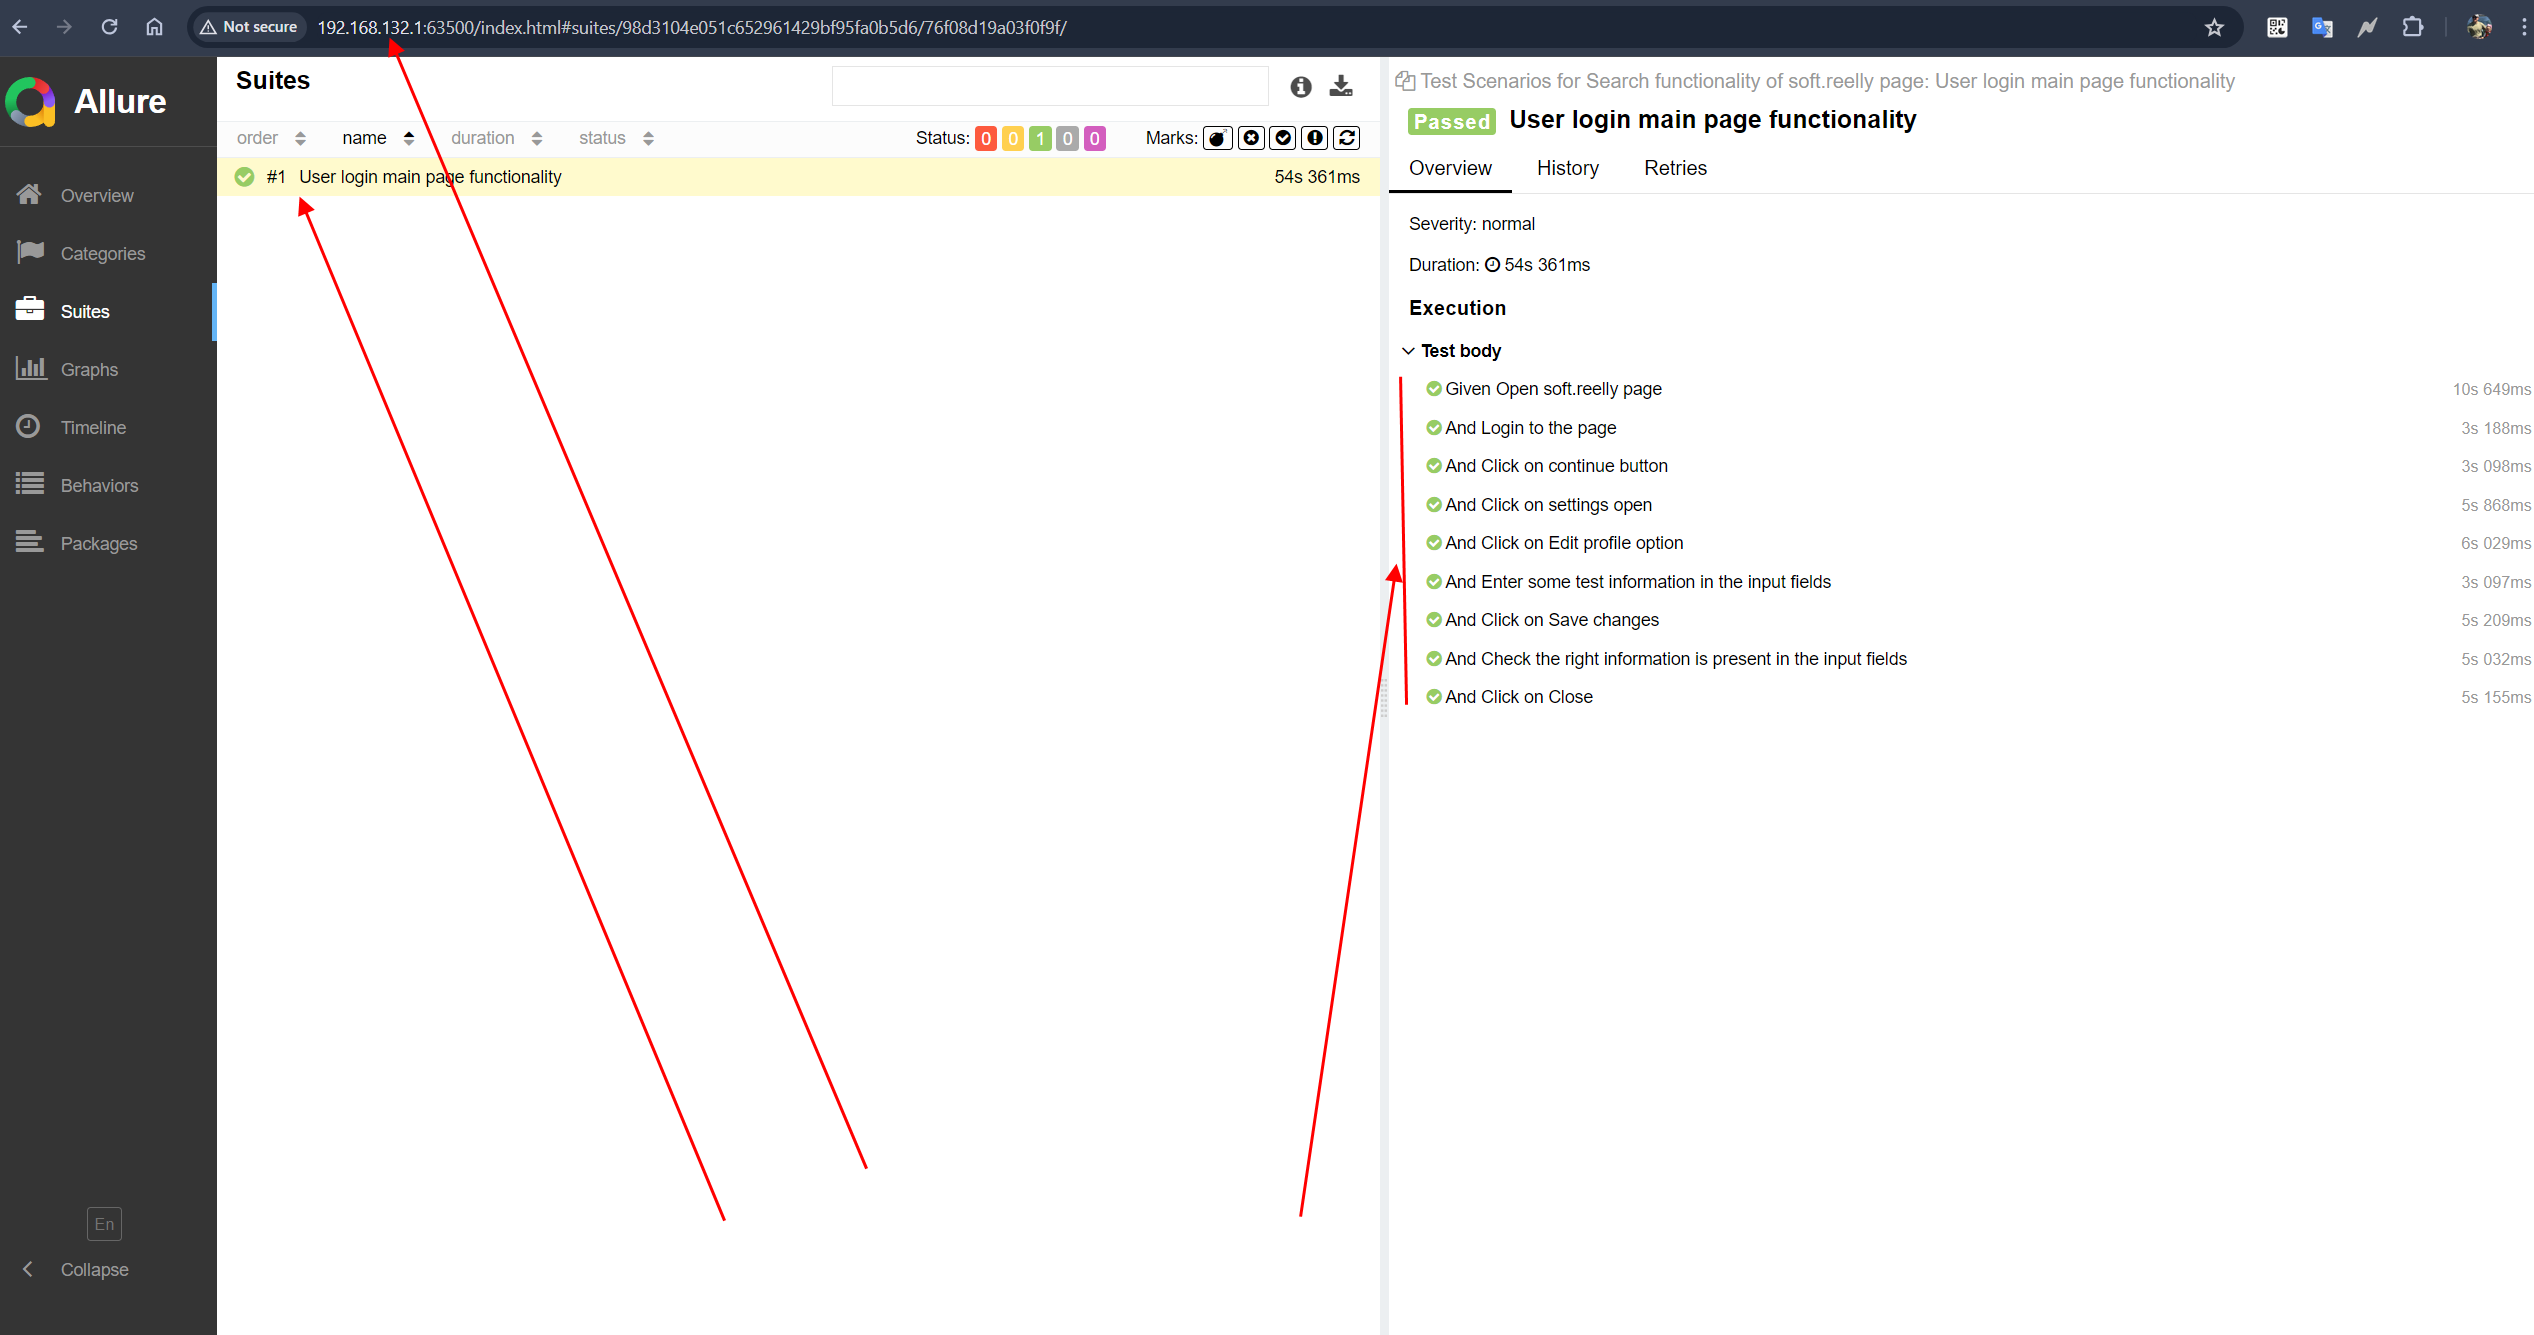 Not secure 192.168.132.1:63500/index.html#suites/98d3104e051c652961429bf95fa0b5d6/76f08d19a03f0f9f/
Allure
Overview
Categories
Suites
Graphs
Timeline
Behaviors
Packages
En
Collapse
Suites
order name duration status Status: 0 0 1 0 0 Marks:
#1 User login main page functionality 54s 361ms
Test Scenarios for Search functionality of soft.reelly page: User login main page functionality
Passed User login main page functionality
Overview History Retries
Severity: normal
Duration: 54s 361ms
Execution
Test body
Given Open soft.reelly page 10s 649ms
And Login to the page 3s 188ms
And Click on continue button 3s 098ms
And Click on settings open 5s 868ms
And Click on Edit profile option 6s 029ms
And Enter some test information in the input fields 3s 097ms
And Click on Save changes 5s 209ms
And Check the right information is present in the input fields 5s 032ms
And Click on Close 5s 155ms